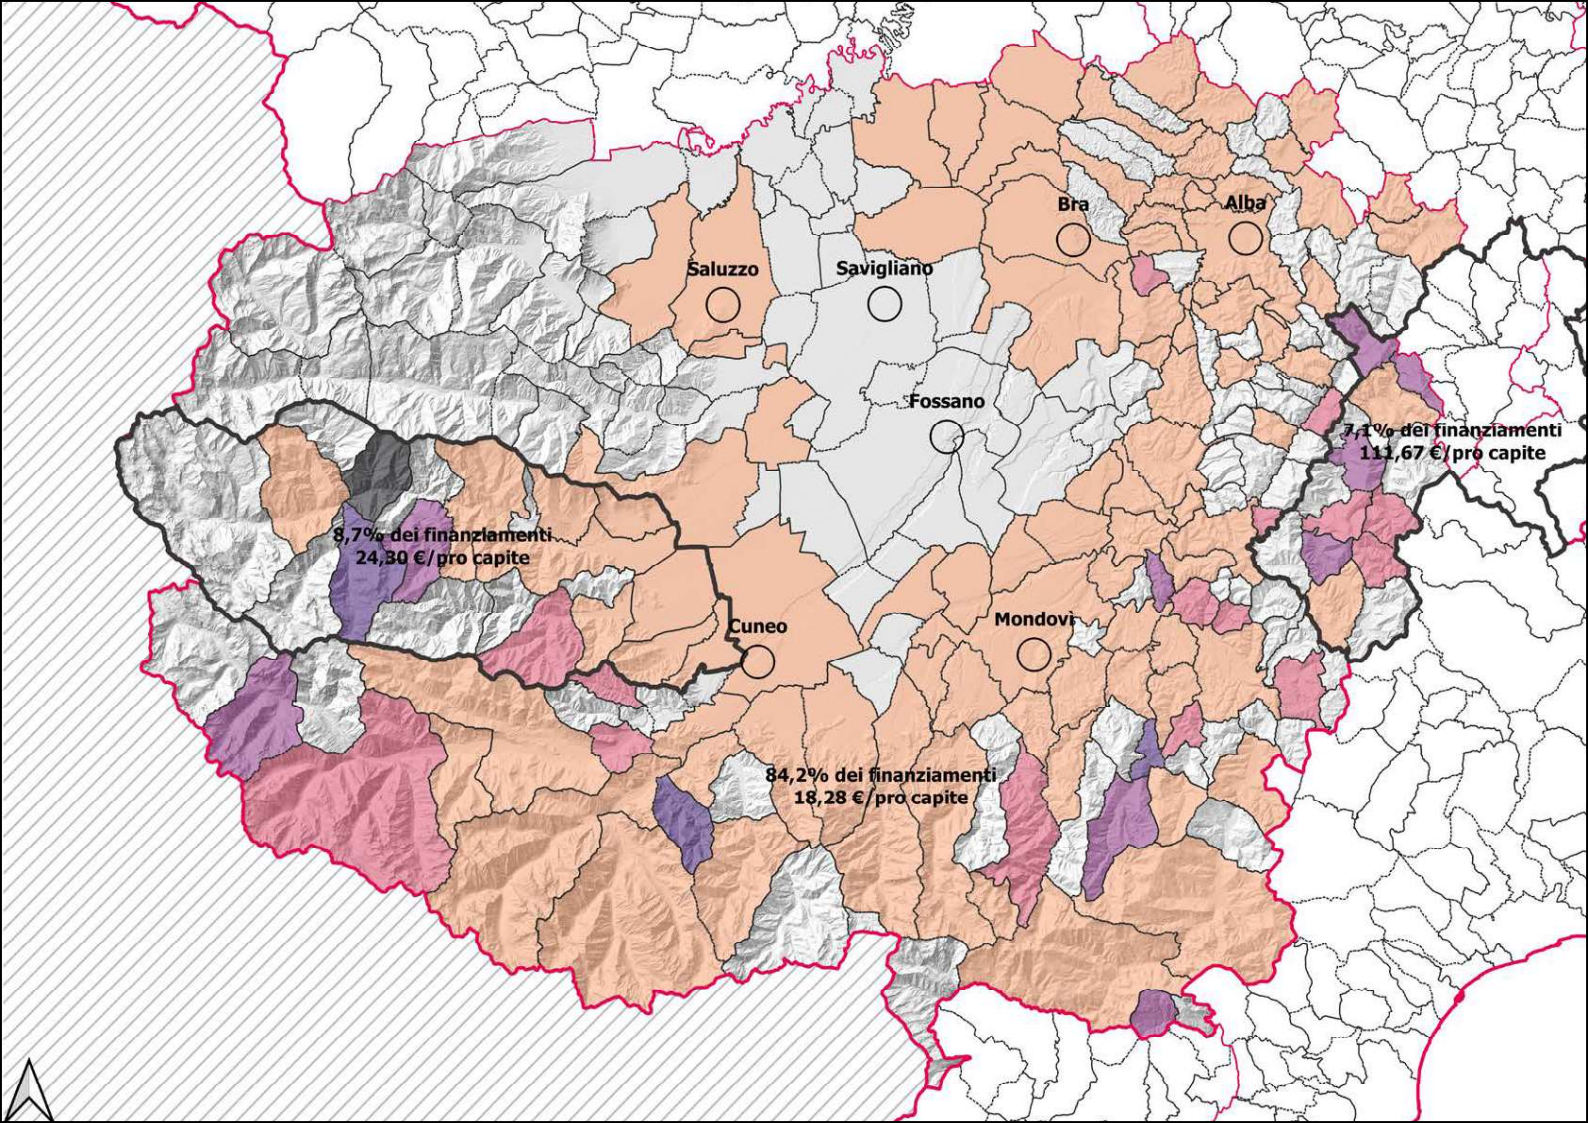 Bra
Alba
Saluzzo
Savigliano
Fossano
7,1% dei finanziamenti
111,67 €/pro capite
8,7% dei finanziamenti
24,30 €/pro capite
Cuneo
Mondovì
84,2% dei finanziamenti
18,28 €/pro capite